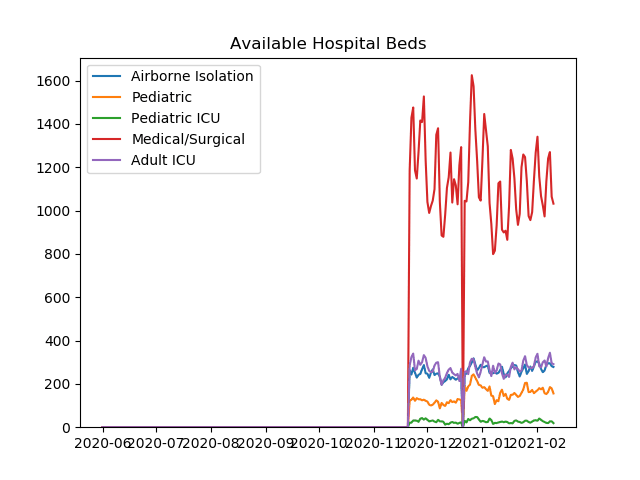 Available Hospital Beds
Airborne Isolation
Pediatric
Pediatric ICU
Medical/Surgical
Adult ICU
1600
1400
1200
1000
800
600
400
200
0
2020-06 2020-07 2020-08 2020-09 2020-10 2020-11 2020-12 2021-01 2021-02